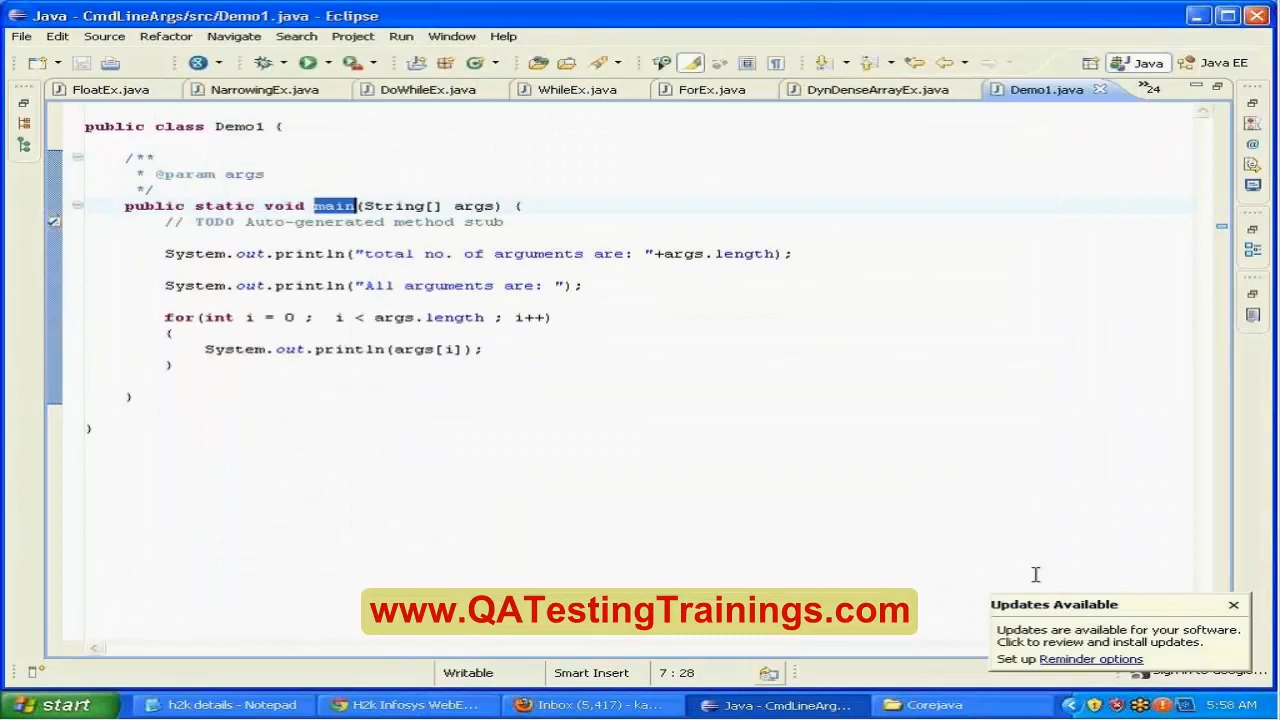 Java - CmdLineArgs/src/Demo1.java - Eclipse
File Edit Source Refactor Navigate Search Project Run Window Help
Java Java EE
FloatEx.java NarrowingEx.java DoWhileEx.java WhileEx.java ForEx.java DynDenseArrayEx.java Demo1.java »24
public class Demo1 {
/**
* @param args
*/
public static void main(String[] args) {
// TODO Auto-generated method stub
System.out.println("total no. of arguments are: "+args.length);
System.out.println("All arguments are: ");
for(int i = 0 ; i < args.length ; i++)
{
System.out.println(args[i]);
}
}
}
www.QATestingTrainings.com
Updates Available
Updates are available for your software.
Click to review and install updates.
Set up Reminder options
Writable Smart Insert 7 : 28
start h2k details - Notepad H2k Infosys WebE... Inbox (5,417) - ka... Java - CmdLineArg... Corejava 5:58 AM